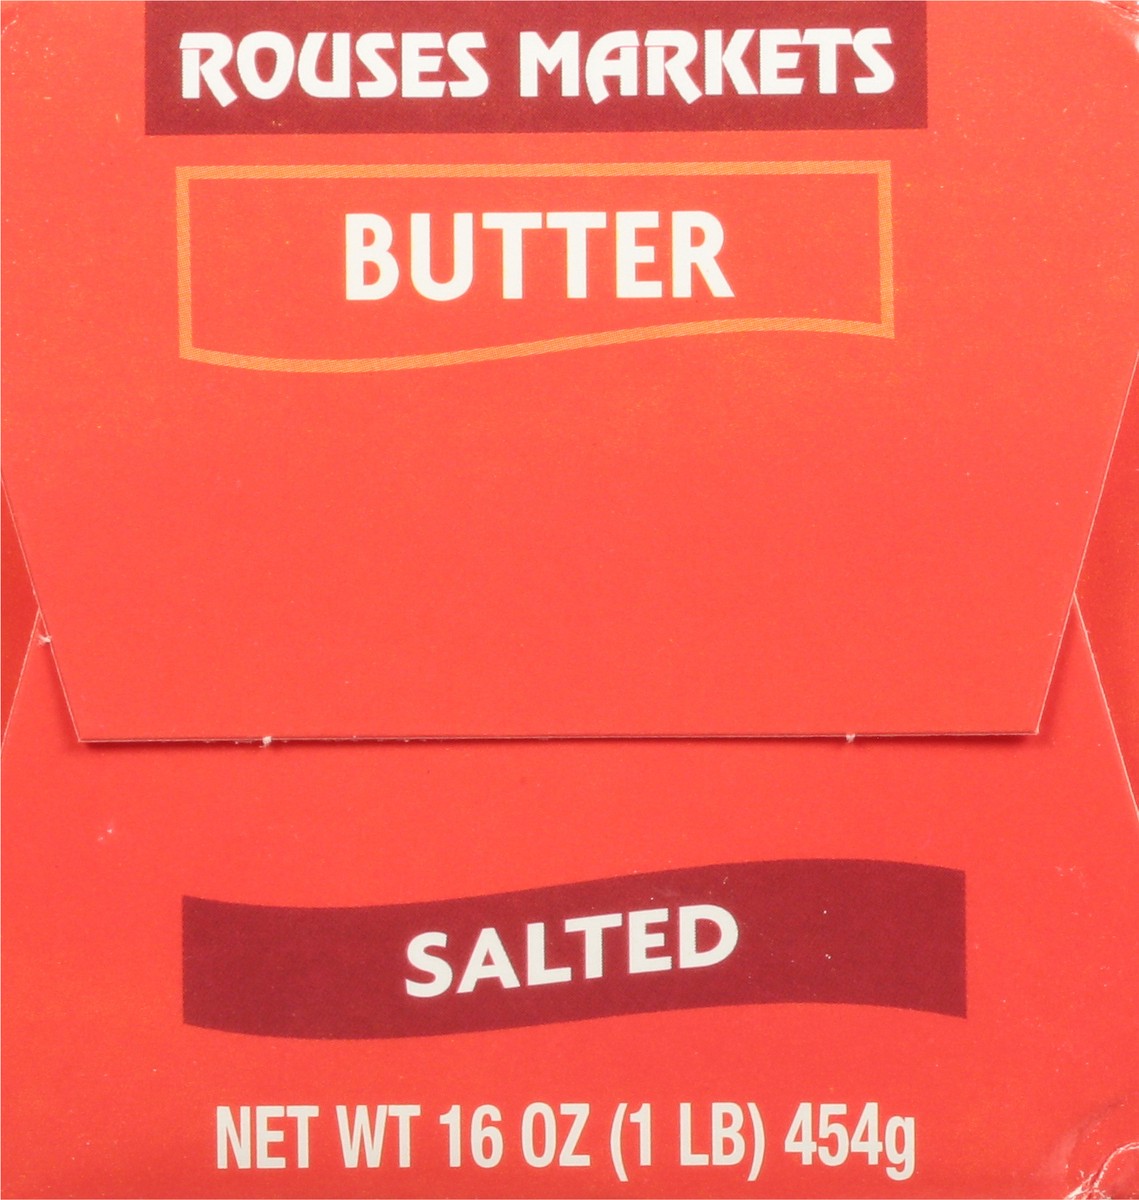 ROUSES MARKETS
BUTTER
SALTED
NET WT 16 OZ (1 LB) 454g